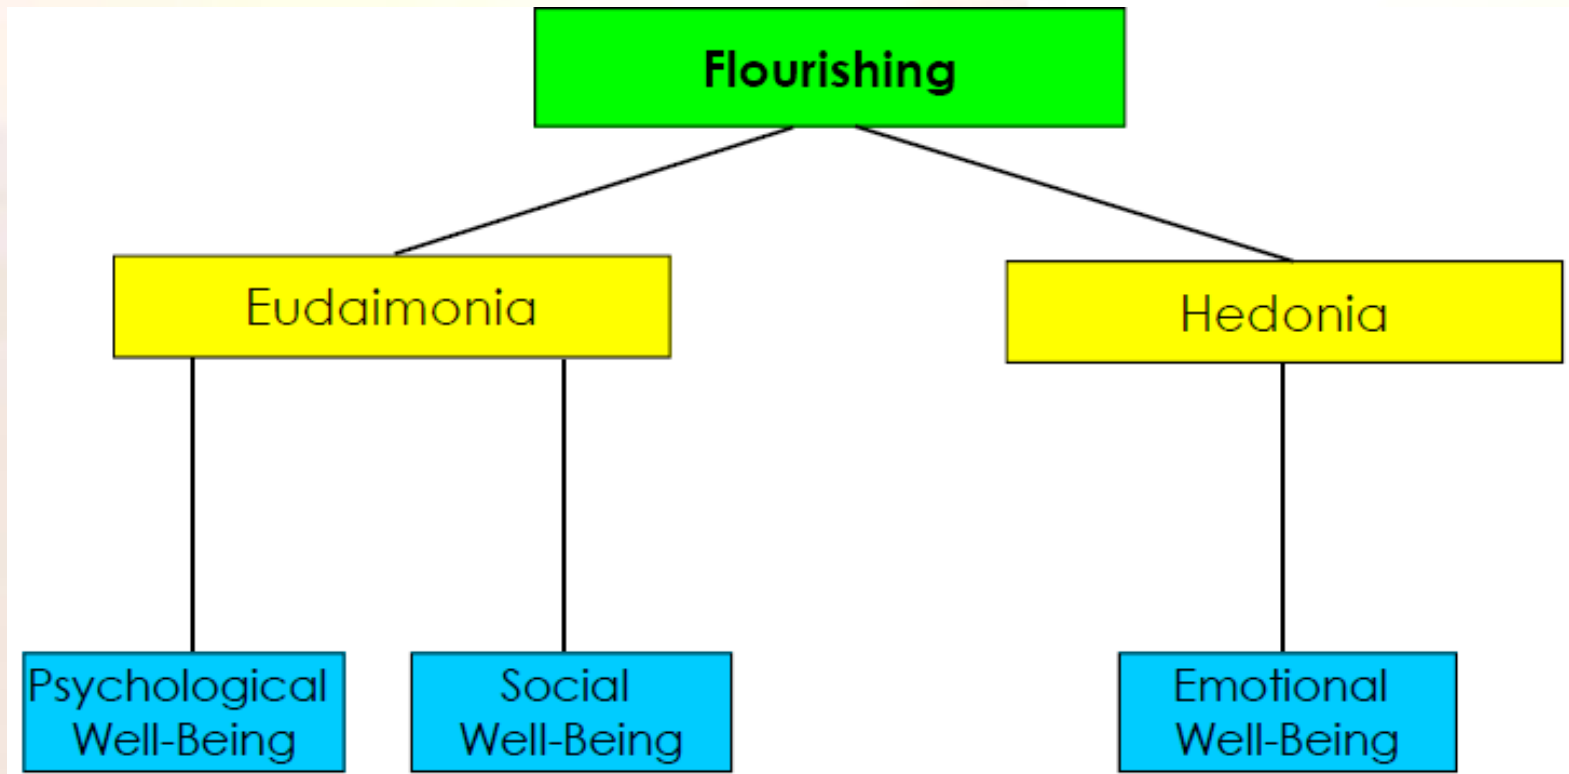 Flourishing
Eudaimonia
Hedonia
Psychological
Well-Being
Social
Well-Being
Emotional
Well-Being